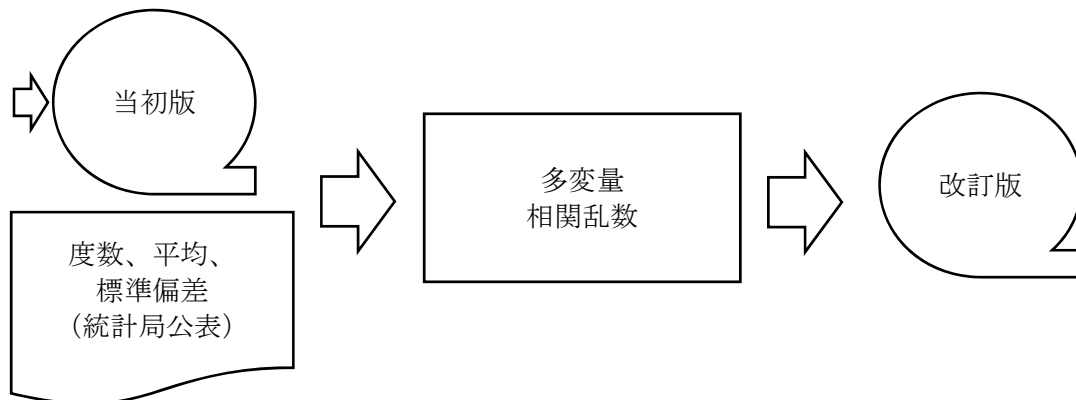 当初版
度数、平均、
標準偏差
(統計局公表)
多変量
相関乱数
改訂版